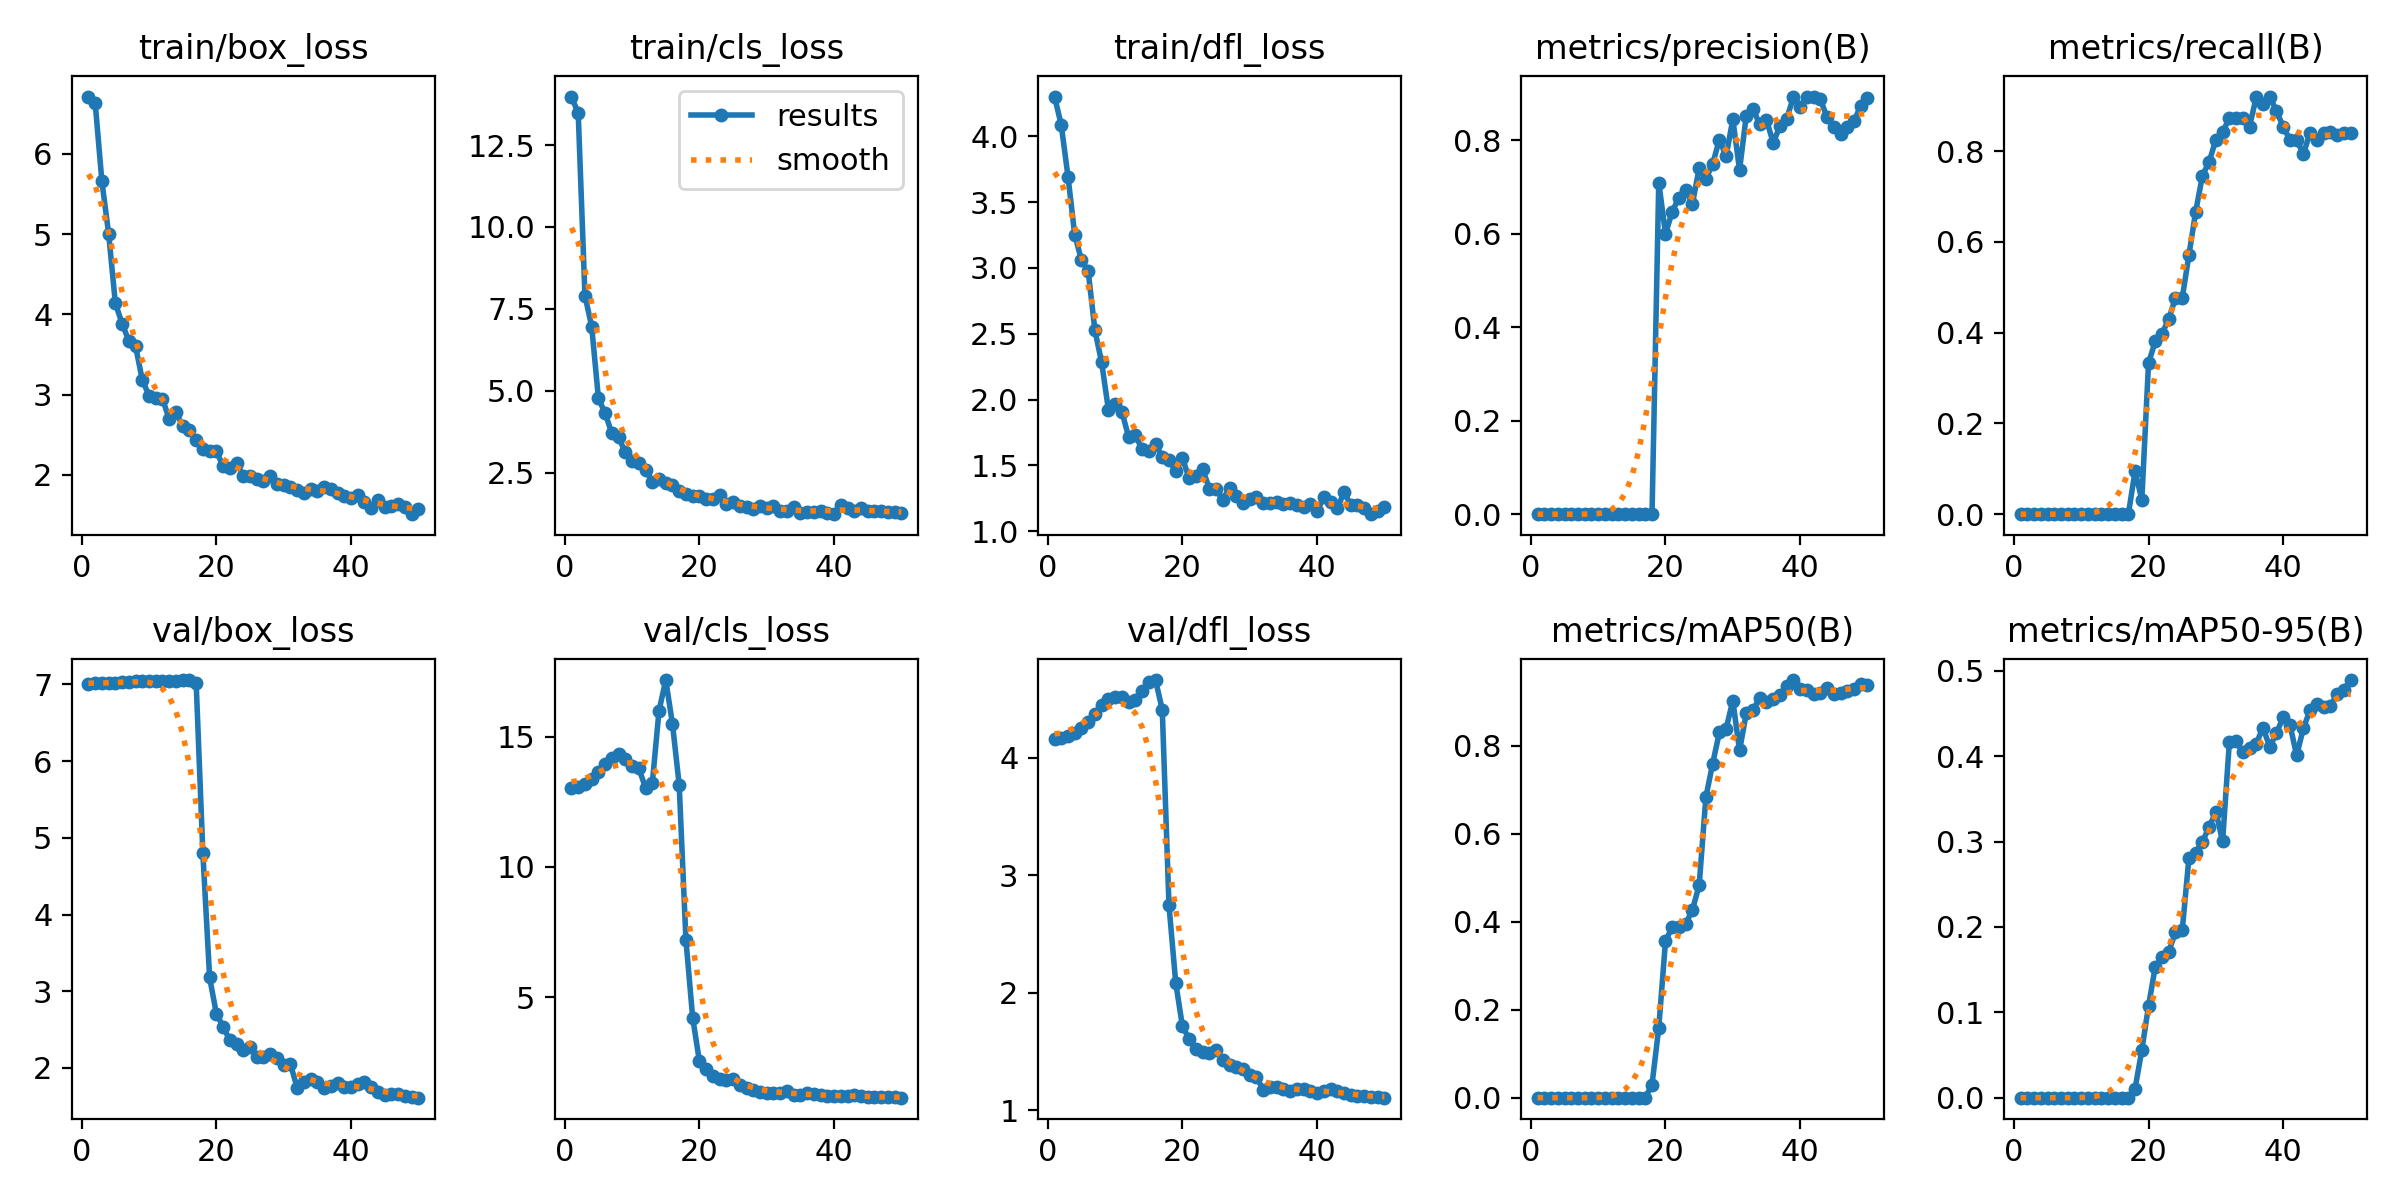 train/box_loss
6
5
4
3
2
0 20 40
train/cls_loss
results
smooth
12.5
10.0
7.5
5.0
2.5
0 20 40
train/dfl_loss
4.0
3.5
3.0
2.5
2.0
1.5
1.0
0 20 40
metrics/precision(B)
0.8
0.6
0.4
0.2
0.0
0 20 40
metrics/recall(B)
0.8
0.6
0.4
0.2
0.0
0 20 40
val/box_loss
7
6
5
4
3
2
0 20 40
val/cls_loss
15
10
5
0 20 40
val/dfl_loss
4
3
2
1
0 20 40
metrics/mAP50(B)
0.8
0.6
0.4
0.2
0.0
0 20 40
metrics/mAP50-95(B)
0.5
0.4
0.3
0.2
0.1
0.0
0 20 40